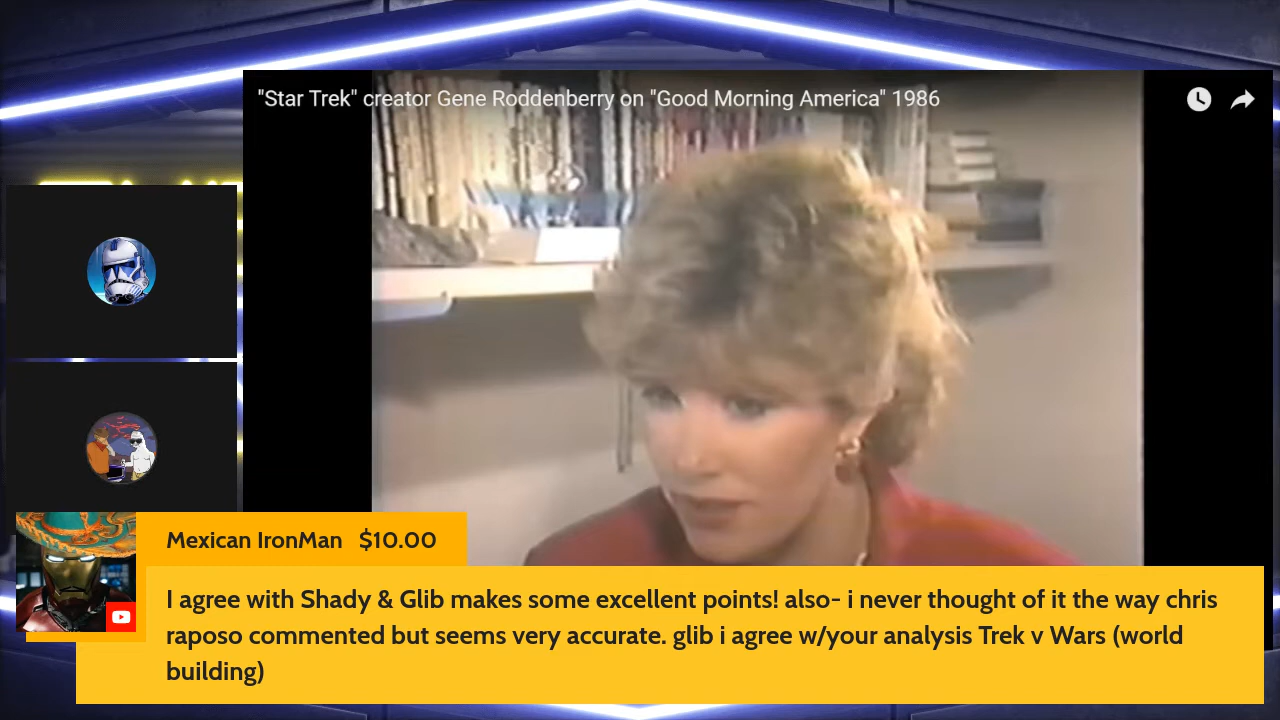 "Star Trek" creator Gene Roddenberry on "Good Morning America" 1986
Mexican IronMan $10.00
I agree with Shady & Glib makes some excellent points! also- i never thought of it the way chris
raposo commented but seems very accurate. glib i agree w/your analysis Trek v Wars (world
building)